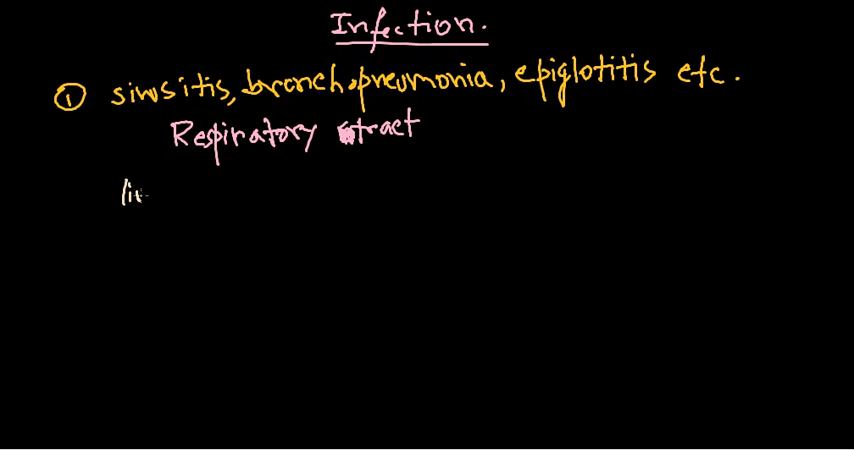 Infection.
① sinusitis, bronchopneumonia, epiglotitis etc.
Respiratory tract